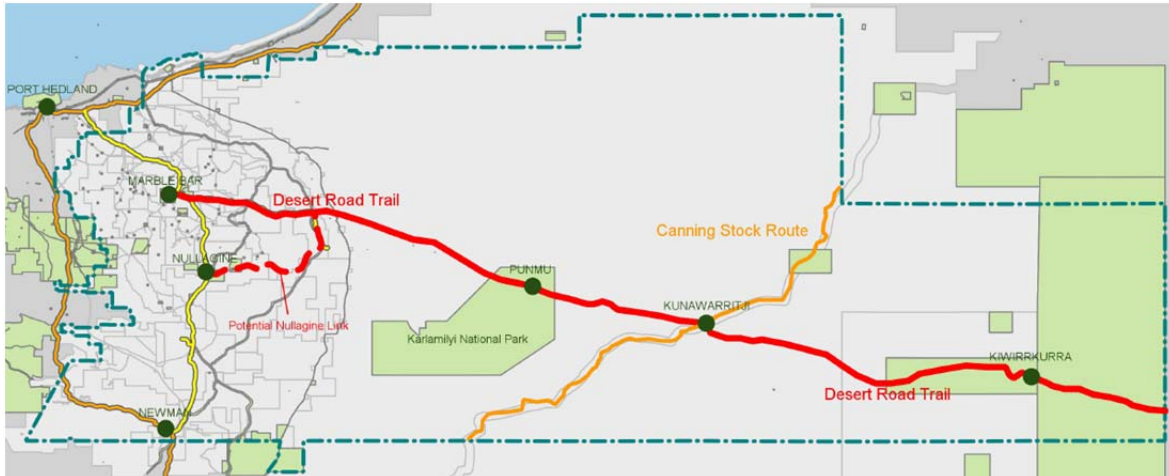 PORT HEDLAND
MARBLE BAR
Desert Road Trail
Canning Stock Route
NULLAGINE
PUNMU
KUNAWARRITJI
Potential Nullagine Link
Karlamilyi National Park
KIWIRRKURRA
Desert Road Trail
NEWMAN